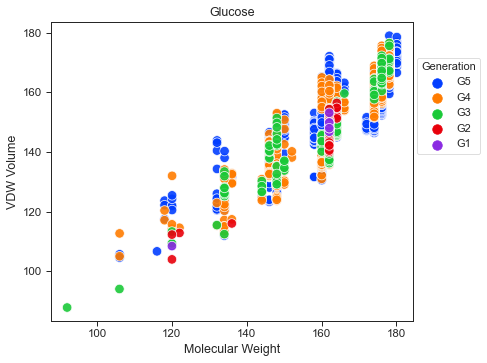 Glucose
180
160
140
120
100
VDW Volume
100
120
140
160
180
Molecular Weight
Generation
G5
G4
G3
G2
G1